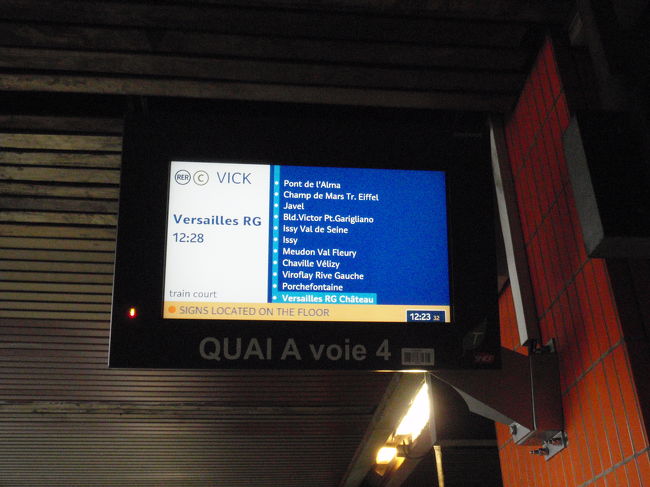 RER C VICK
Versailles RG
12:28
train court
Pont de l'Alma
Champ de Mars Tr. Eiffel
Javel
Bld.Victor Pt.Garigliano
Issy Val de Seine
Issy
Meudon Val Fleury
Chaville Vélizy
Viroflay Rive Gauche
Porchefontaine
Versailles RG Château
SIGNS LOCATED ON THE FLOOR
12:23 32
QUAI A voie 4
SNCF